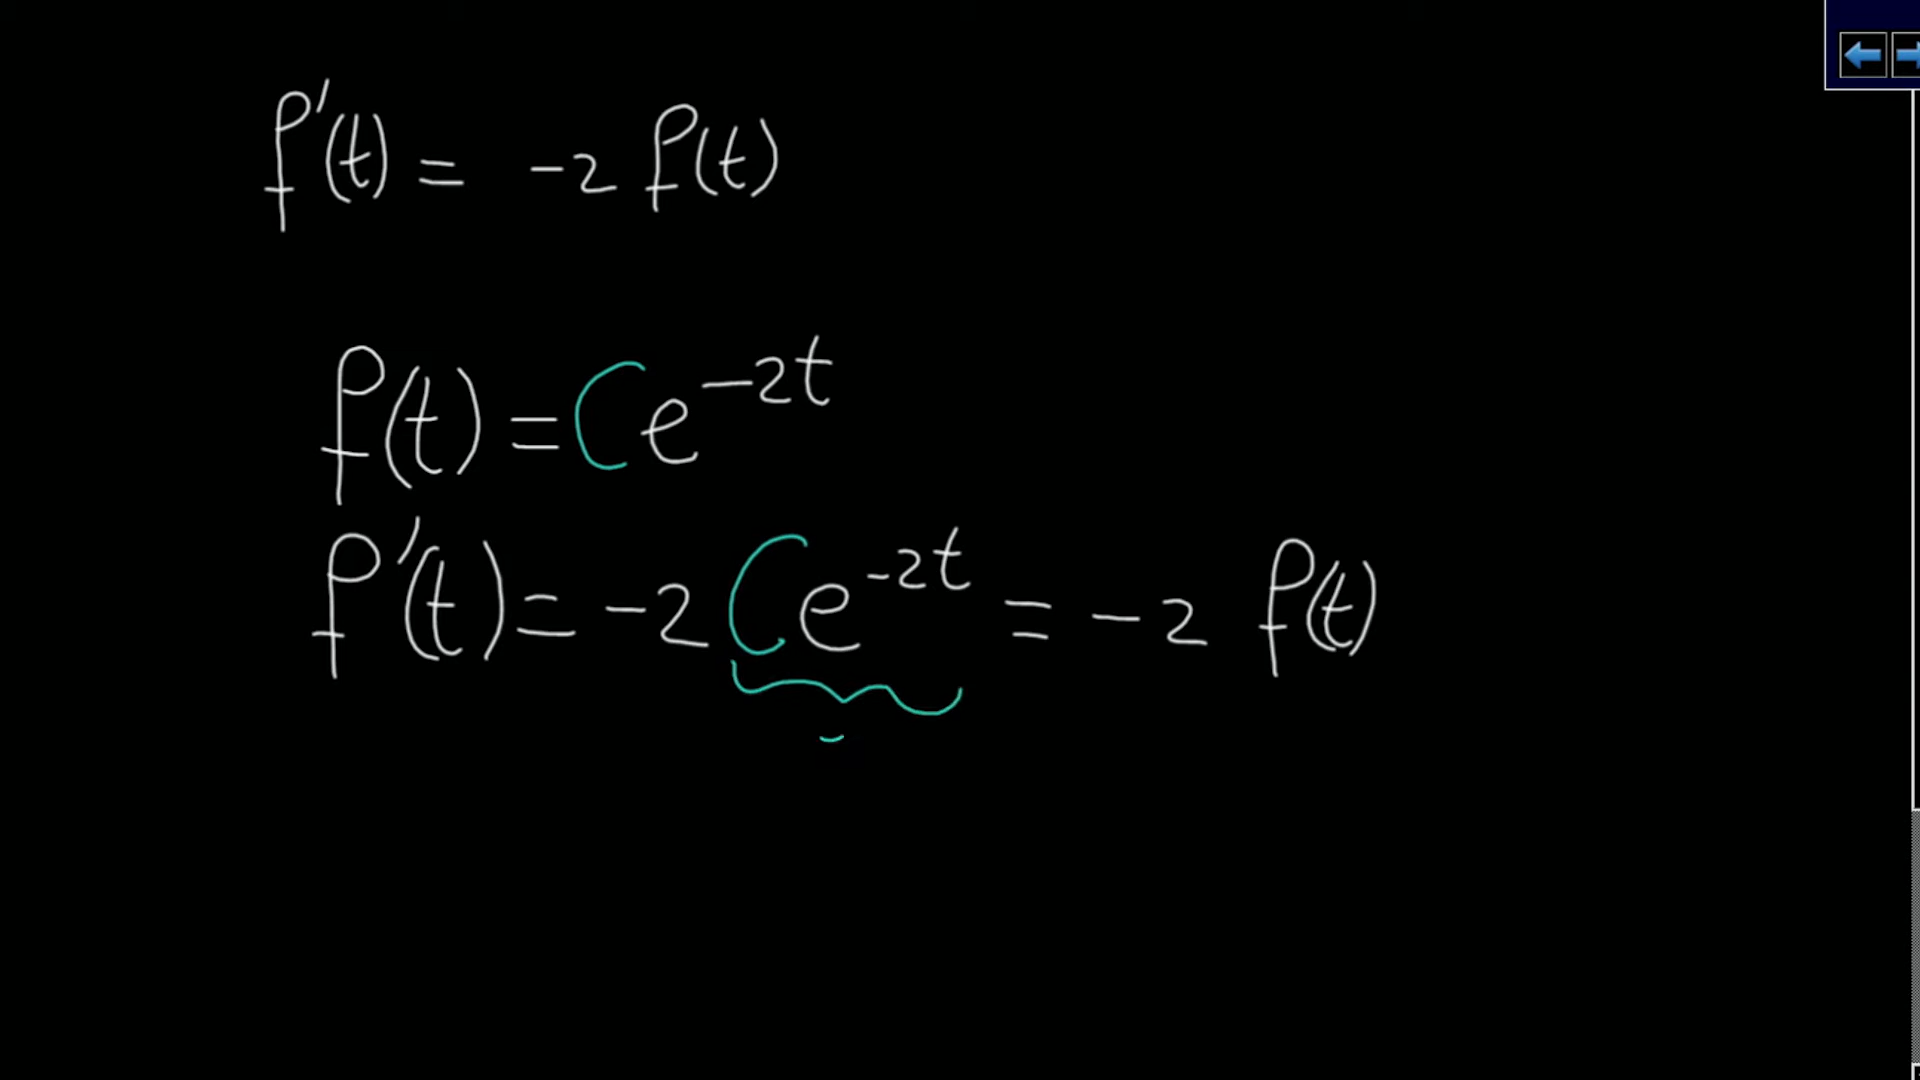 f'(t) = -2 f(t)
f(t) = Ce^{-2t}
f'(t) = -2 Ce^{-2t} = -2 f(t)